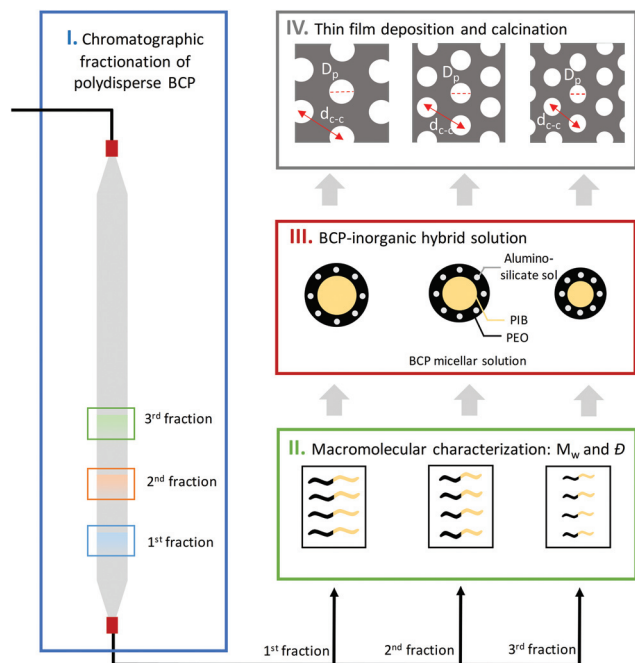 I. Chromatographic
fractionation of
polydisperse BCP
3rd fraction
2nd fraction
1st fraction
IV. Thin film deposition and calcination
Dp
dc-c
Dp
dc-c
Dp
dc-c
III. BCP-inorganic hybrid solution
Alumino-
silicate sol
PIB
PEO
BCP micellar solution
II. Macromolecular characterization: Mw and Đ
1st fraction
2nd fraction
3rd fraction